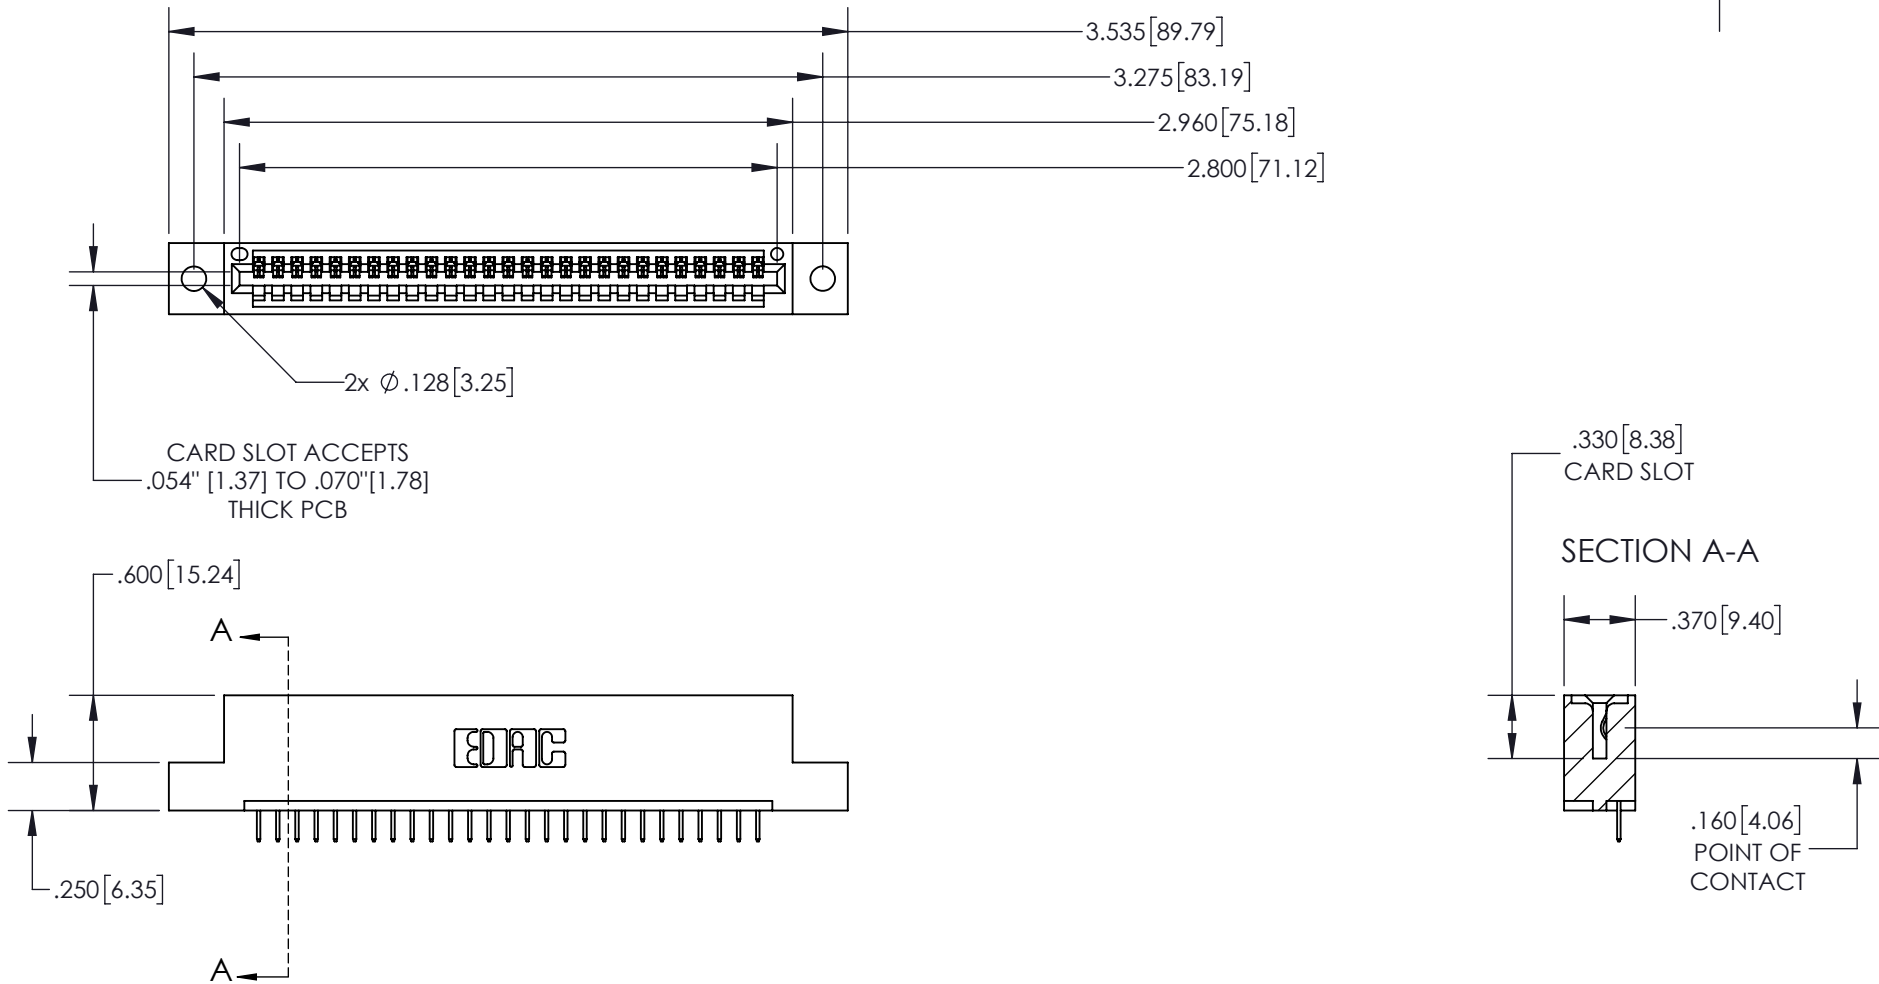 3.535[89.79]
3.275[83.19]
2.960[75.18]
2.800[71.12]
2x ∅.128[3.25]
CARD SLOT ACCEPTS
.054" [1.37] TO .070"[1.78]
THICK PCB
.330[8.38]
CARD SLOT
SECTION A-A
.600[15.24]
.370[9.40]
A
EDAC
.160[4.06]
POINT OF
CONTACT
.250[6.35]
A